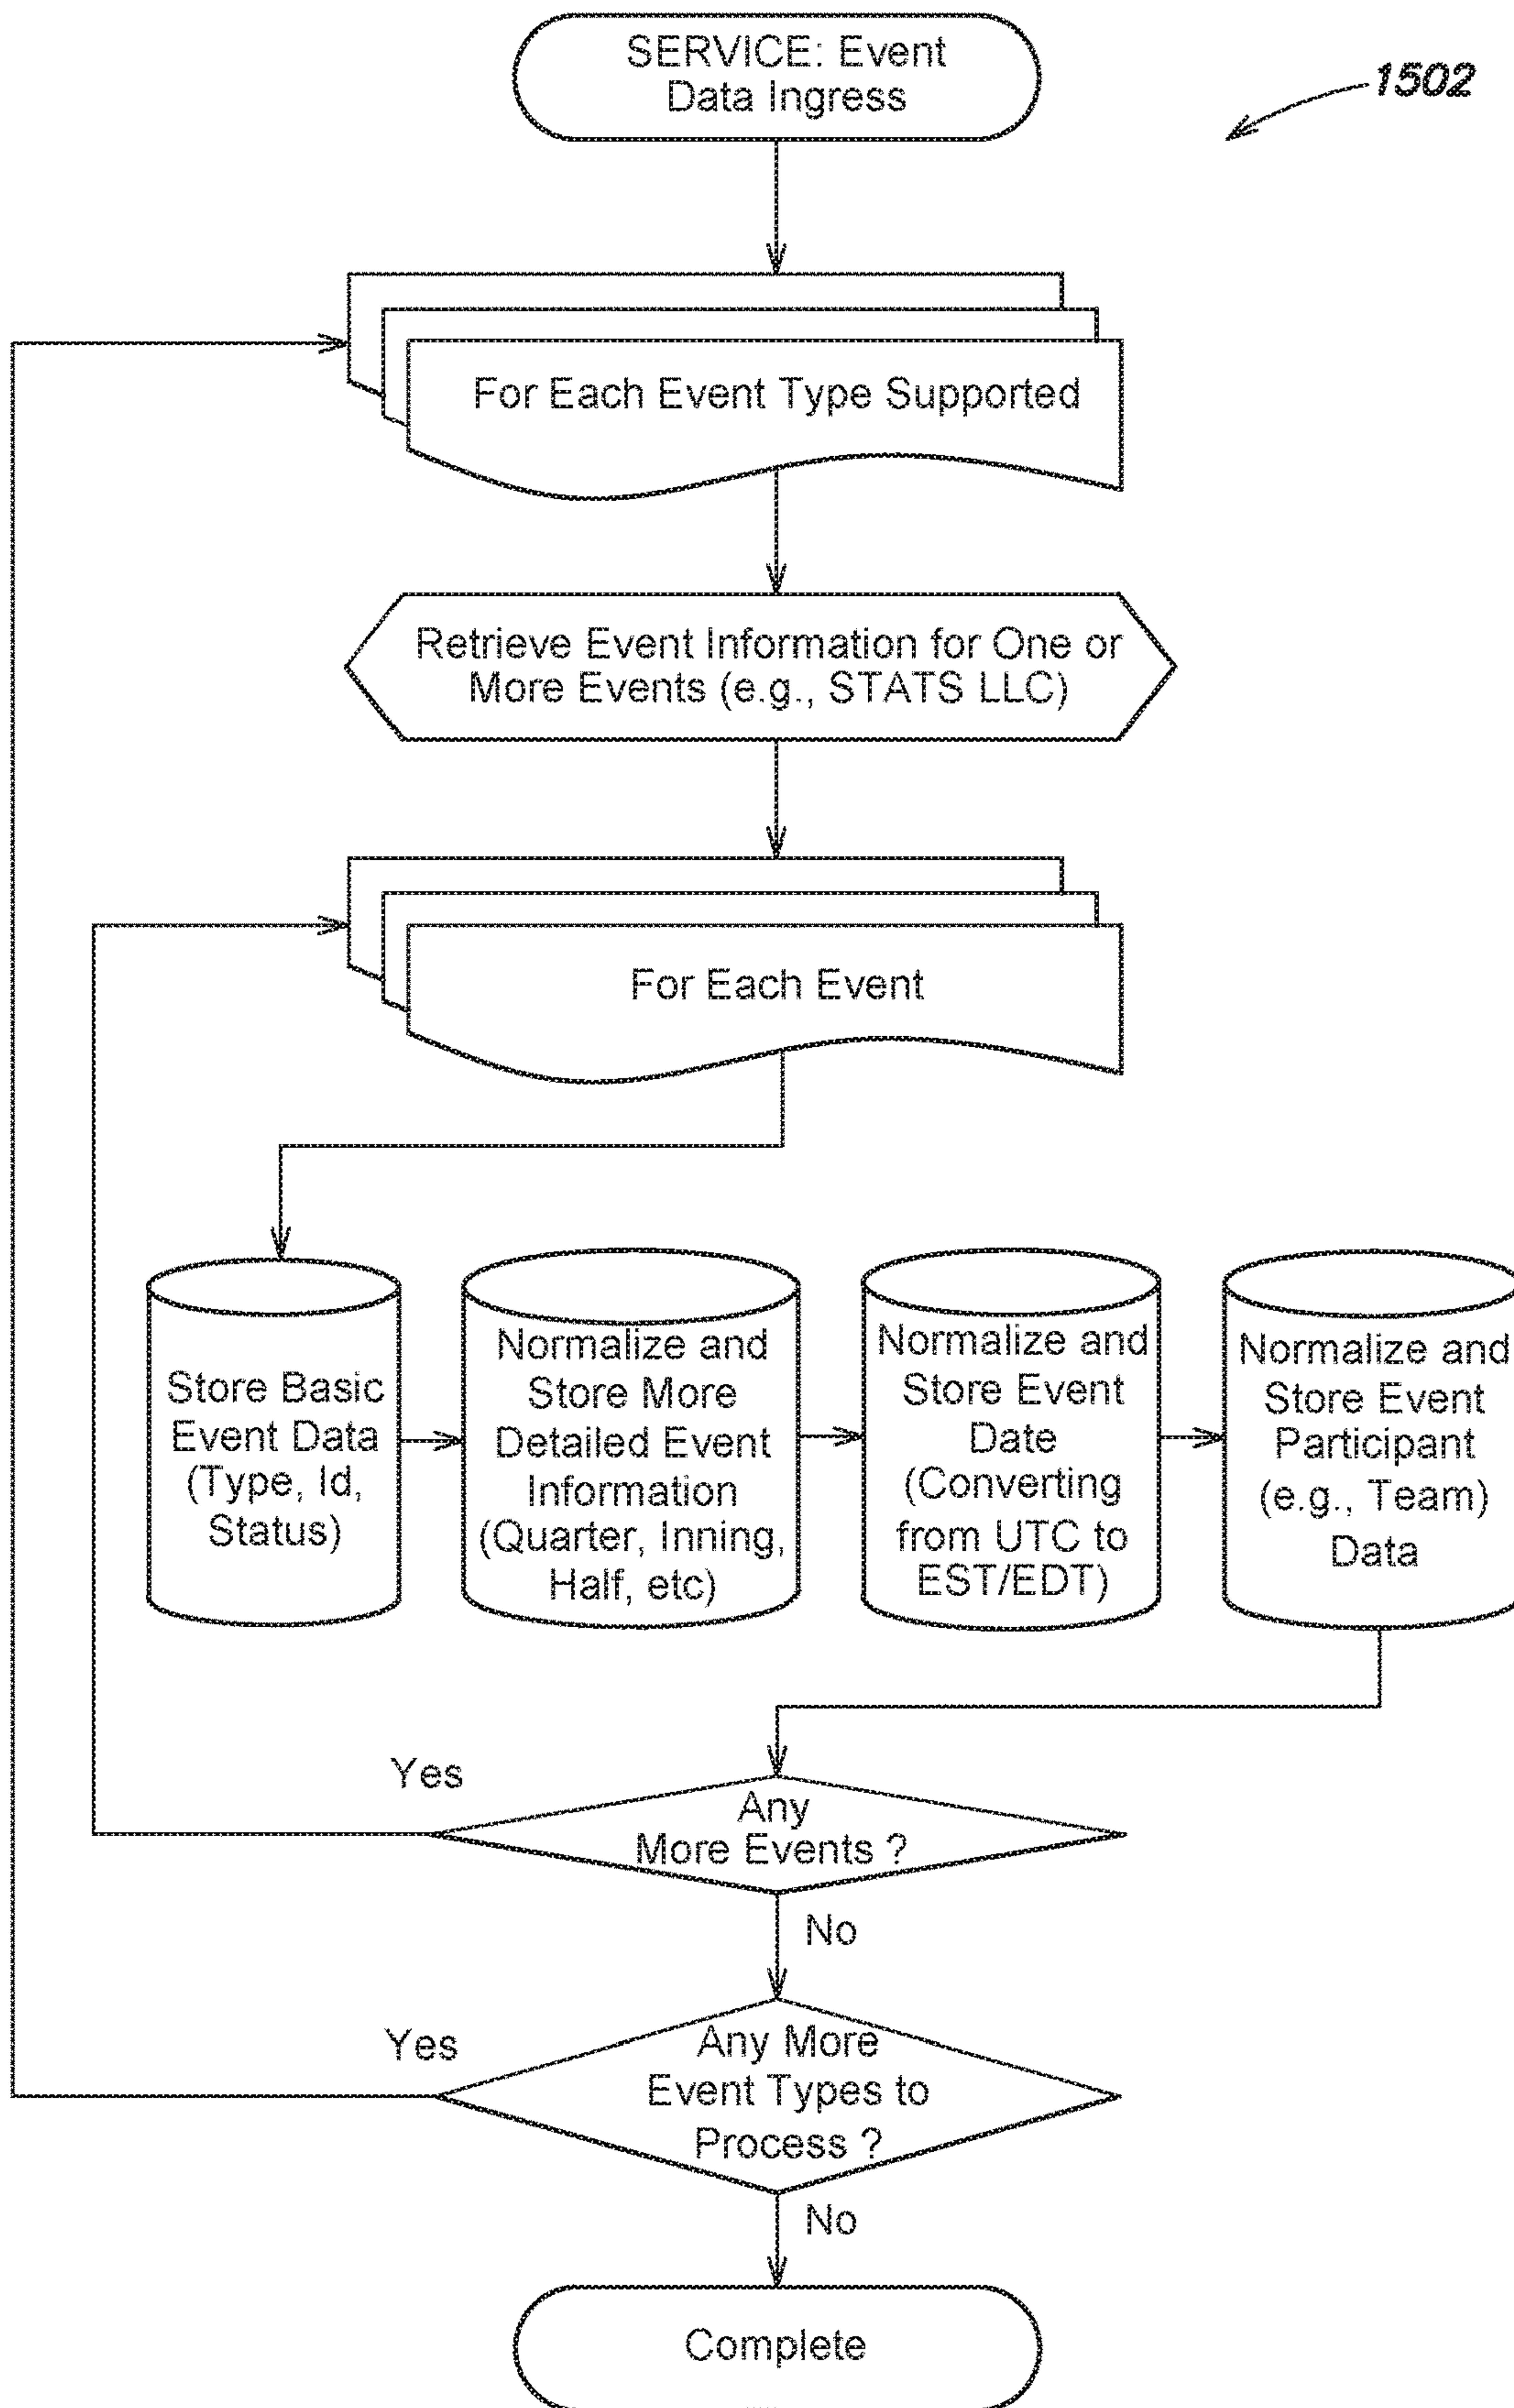 SERVICE: Event
Data Ingress
1502
For Each Event Type Supported
Retrieve Event Information for One or
More Events (e.g., STATS LLC)
For Each Event
Store Basic
Event Data
(Type, Id,
Status)
Normalize and
Store More
Detailed Event
Information
(Quarter, Inning,
Half, etc)
Normalize and
Store Event
Date
(Converting
from UTC to
EST/EDT)
Normalize and
Store Event
Participant
(e.g., Team)
Data
Yes
Any
More Events ?
No
Yes
Any More
Event Types to
Process ?
No
Complete